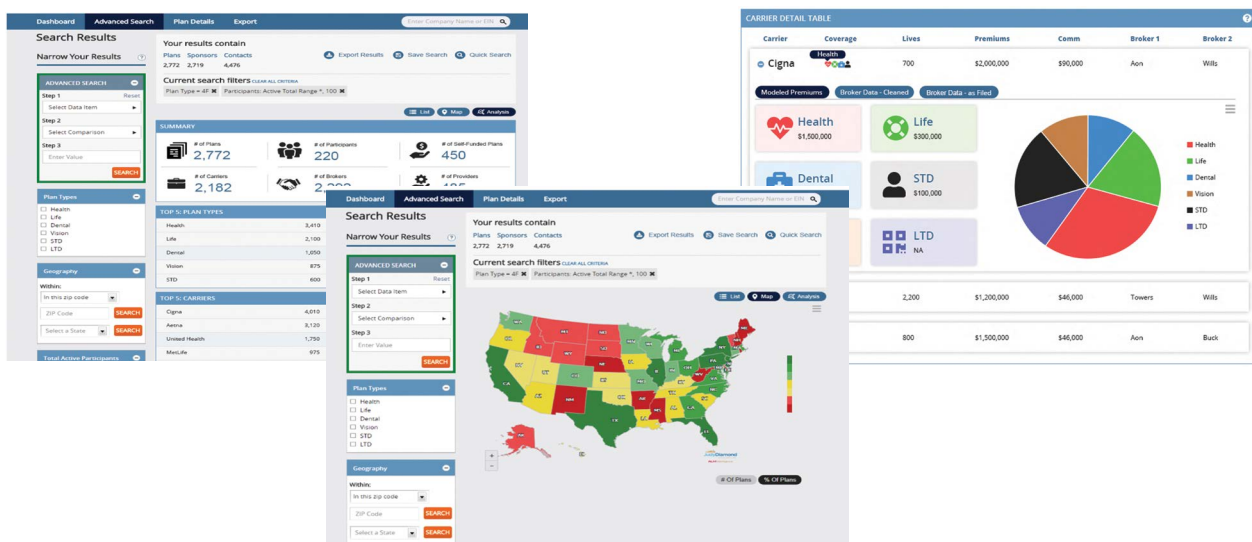 Dashboard Advanced Search Plan Details Export Enter Company Name or EIN
Search Results
Narrow Your Results ?
ADVANCED SEARCH
Step 1 Reset
Select Data Item
Step 2
Select Comparison
Step 3
Enter Value
SEARCH
Plan Types
Health
Life
Dental
Vision
STD
LTD
Geography
Within:
In this zip code
ZIP Code SEARCH
Select a State SEARCH
Total Active Participants
Your results contain
Plans Sponsors Contacts
2,772 2,719 4,476
Export Results Save Search Quick Search
Current search filters CLEAR ALL CRITERIA
Plan Type = 4F ✖ Participants: Active Total Range *, 100 ✖
List Map Analysis
SUMMARY
# of Plans
2,772
# of Participants
220
# of Self-Funded Plans
450
# of Carriers
2,182
# of Brokers
# of Providers
TOP 5: PLAN TYPES
Health 3,410
Life 2,100
Dental 1,050
Vision 875
STD 600
TOP 5: CARRIERS
Cigna 4,010
Aetna 3,120
United Health 1,750
MetLife 975
Dashboard Advanced Search Plan Details Export Enter Company Name or EIN
Search Results
Narrow Your Results ?
ADVANCED SEARCH
Step 1 Reset
Select Data Item
Step 2
Select Comparison
Step 3
Enter Value
SEARCH
Plan Types
Health
Life
Dental
Vision
STD
LTD
Geography
Within:
In this zip code
ZIP Code SEARCH
Select a State SEARCH
Your results contain
Plans Sponsors Contacts
2,772 2,719 4,476
Export Results Save Search Quick Search
Current search filters CLEAR ALL CRITERIA
Plan Type = 4F ✖ Participants: Active Total Range *, 100 ✖
List Map Analysis
# Of Plans % Of Plans
CARRIER DETAIL TABLE ?
Carrier Coverage Lives Premiums Comm Broker 1 Broker 2
Health
Cigna 700 $2,000,000 $90,000 Aon Wills
Modeled Premiums Broker Data - Cleaned Broker Data - as Filed
Health
$1,500,000
Life
$300,000
Dental
STD
$100,000
LTD
NA
Health
Life
Dental
Vision
STD
LTD
2,200 $1,200,000 $46,000 Towers Wills
800 $1,500,000 $46,000 Aon Buck